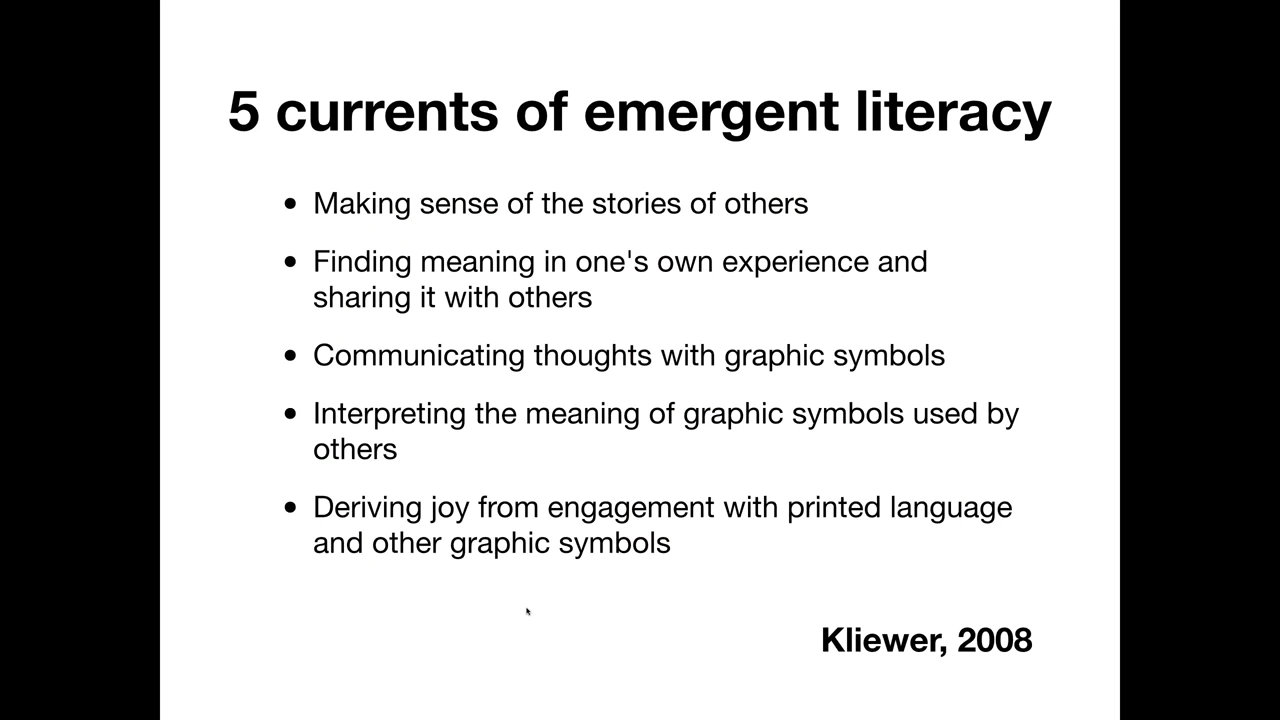 5 currents of emergent literacy
• Making sense of the stories of others
• Finding meaning in one's own experience and
sharing it with others
• Communicating thoughts with graphic symbols
• Interpreting the meaning of graphic symbols used by
others
• Deriving joy from engagement with printed language
and other graphic symbols
Kliewer, 2008